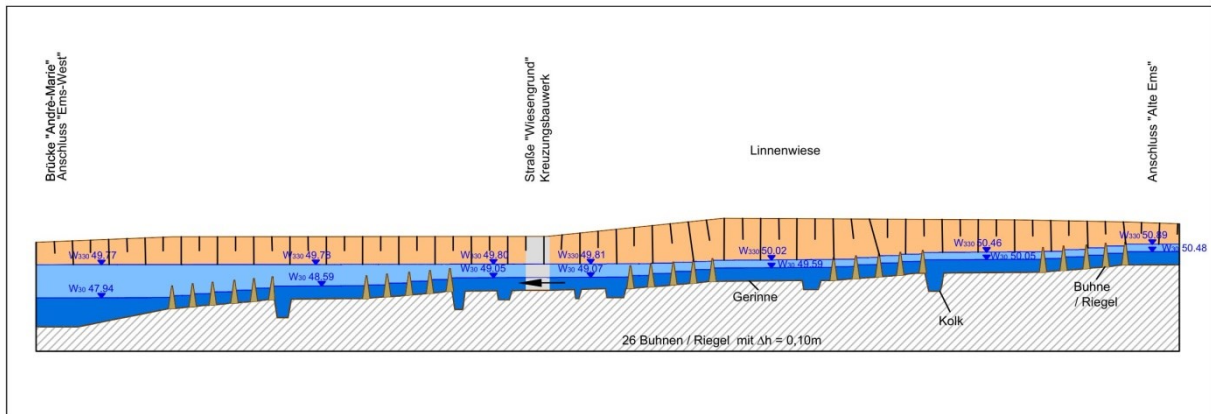 Brücke "Andrè-Marie"
Anschluss "Ems-West"
Straße "Wiesengrund"
Kreuzungsbauwerk
Linnenwiese
Anschluss "Alte Ems"
W330 49.77
W330 49.78
W330 49.80
W330 49.81
W330 50.02
W330 50.46
W330 50.89
W30 47.94
W30 48.59
W30 49.05
W30 49.07
W30 49.59
W30 50.05
W30 50.48
Gerinne
Kolk
Buhne
/ Riegel
26 Buhnen / Riegel mit Δh = 0,10m